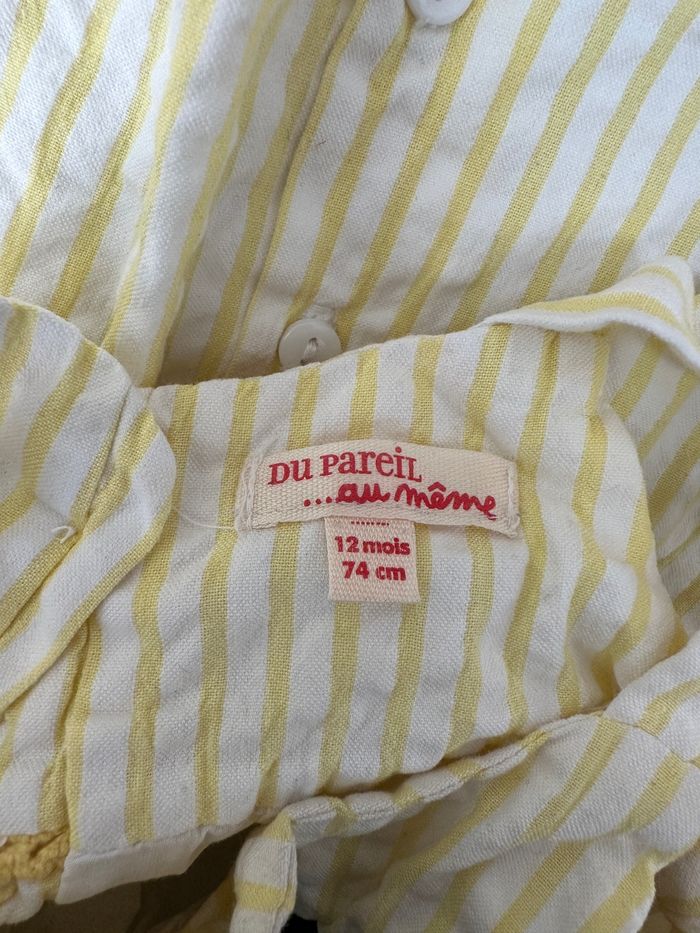 DU PareiL
...au même
12 mois
74 cm